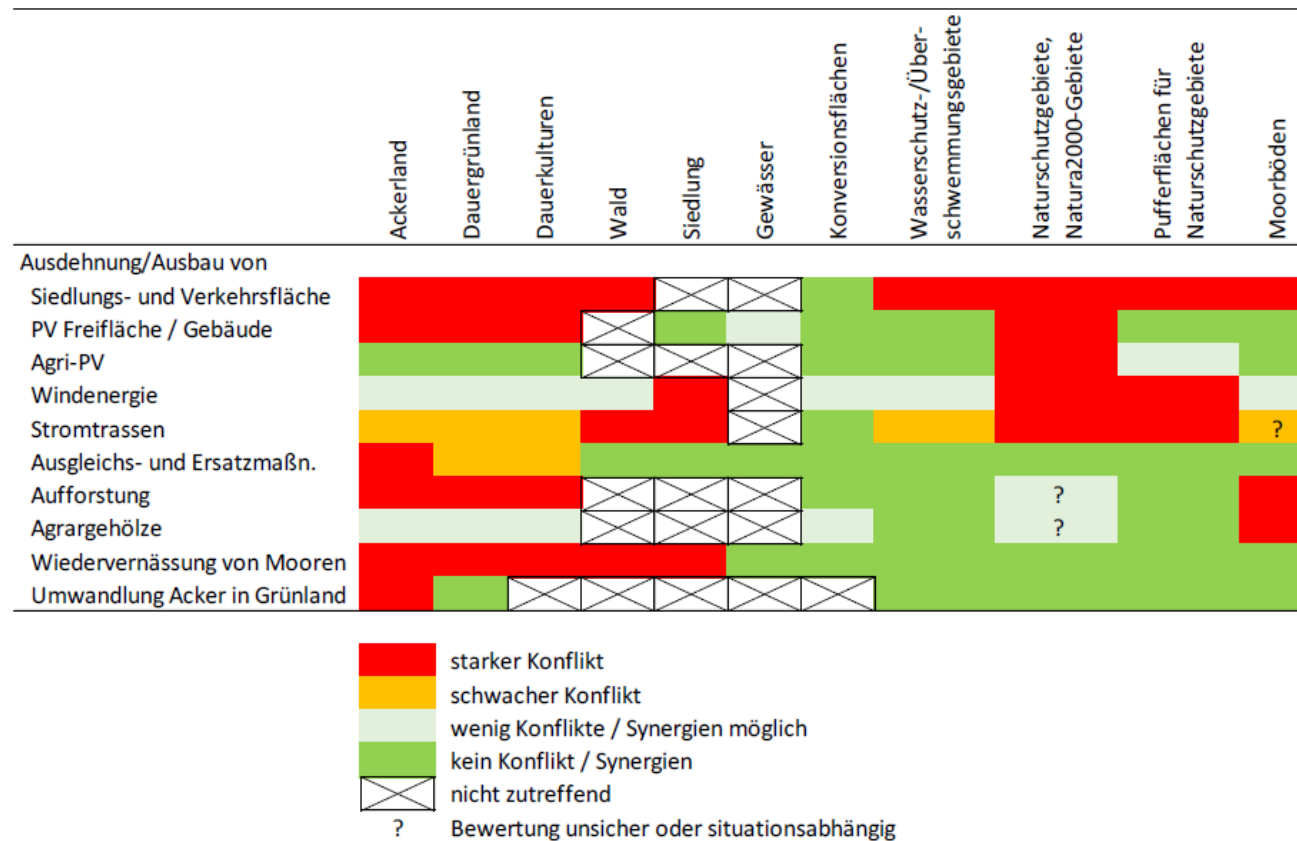 Ackerland
Dauergrünland
Dauerkulturen
Wald
Siedlung
Gewässer
Konversionsflächen
Wasserschutz-/Über-
schwemmungsgebiete
Naturschutzgebiete,
Natura2000-Gebiete
Pufferflächen für
Naturschutzgebiete
Moorböden
Ausdehnung/Ausbau von
Siedlungs- und Verkehrsfläche
PV Freifläche / Gebäude
Agri-PV
Windenergie
Stromtrassen ?
Ausgleichs- und Ersatzmaßn.
Aufforstung ?
Agrargehölze ?
Wiedervernässung von Mooren
Umwandlung Acker in Grünland
starker Konflikt
schwacher Konflikt
wenig Konflikte / Synergien möglich
kein Konflikt / Synergien
nicht zutreffend
? Bewertung unsicher oder situationsabhängig